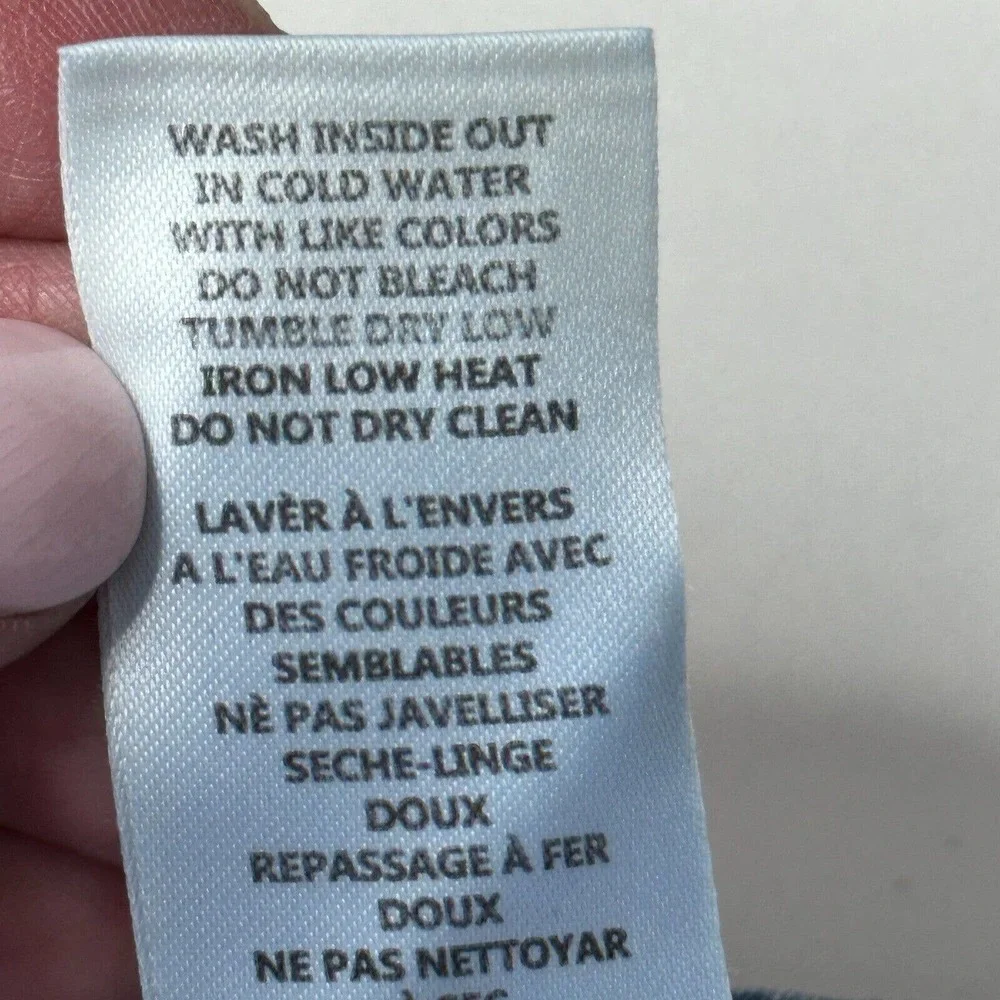 WASH INSIDE OUT
IN COLD WATER
WITH LIKE COLORS
DO NOT BLEACH
TUMBLE DRY LOW
IRON LOW HEAT
DO NOT DRY CLEAN
LAVÈR À L'ENVERS
A L'EAU FROIDE AVEC
DES COULEURS
SEMBLABLES
NÈ PAS JAVELLISER
SECHE-LINGE
DOUX
REPASSAGE À FER
DOUX
NE PAS NETTOYAR
À SEC